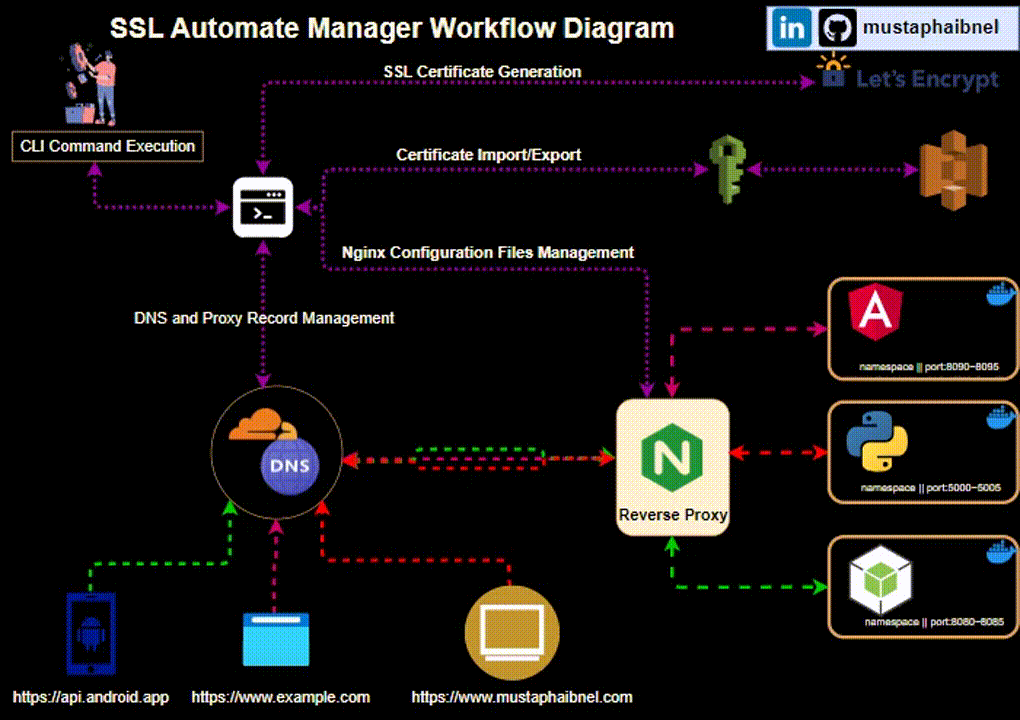 SSL Automate Manager Workflow Diagram
in
mustaphaibnel
SSL Certificate Generation
Let's Encrypt
CLI Command Execution
Certificate Import/Export
>_
Nginx Configuration Files Management
DNS and Proxy Record Management
A
namespace || port:8090-8095
DNS
N
Reverse Proxy
namespace || port:5000-5005
namespace || port:8080-8085
https://api.android.app
https://www.example.com
https://www.mustaphaibnel.com